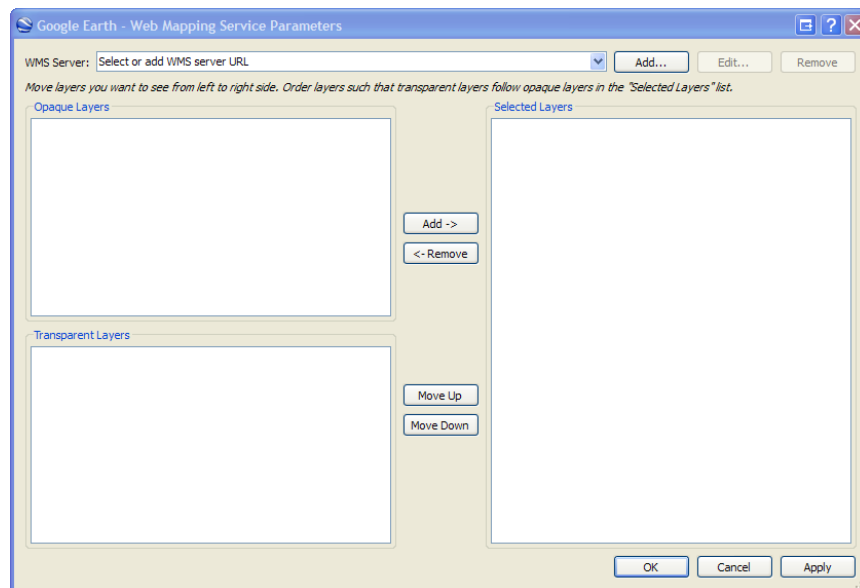 Google Earth - Web Mapping Service Parameters
WMS Server: Select or add WMS server URL Add... Edit... Remove
Move layers you want to see from left to right side. Order layers such that transparent layers follow opaque layers in the "Selected Layers" list.
Opaque Layers
Selected Layers
Add ->
<- Remove
Transparent Layers
Move Up
Move Down
OK Cancel Apply